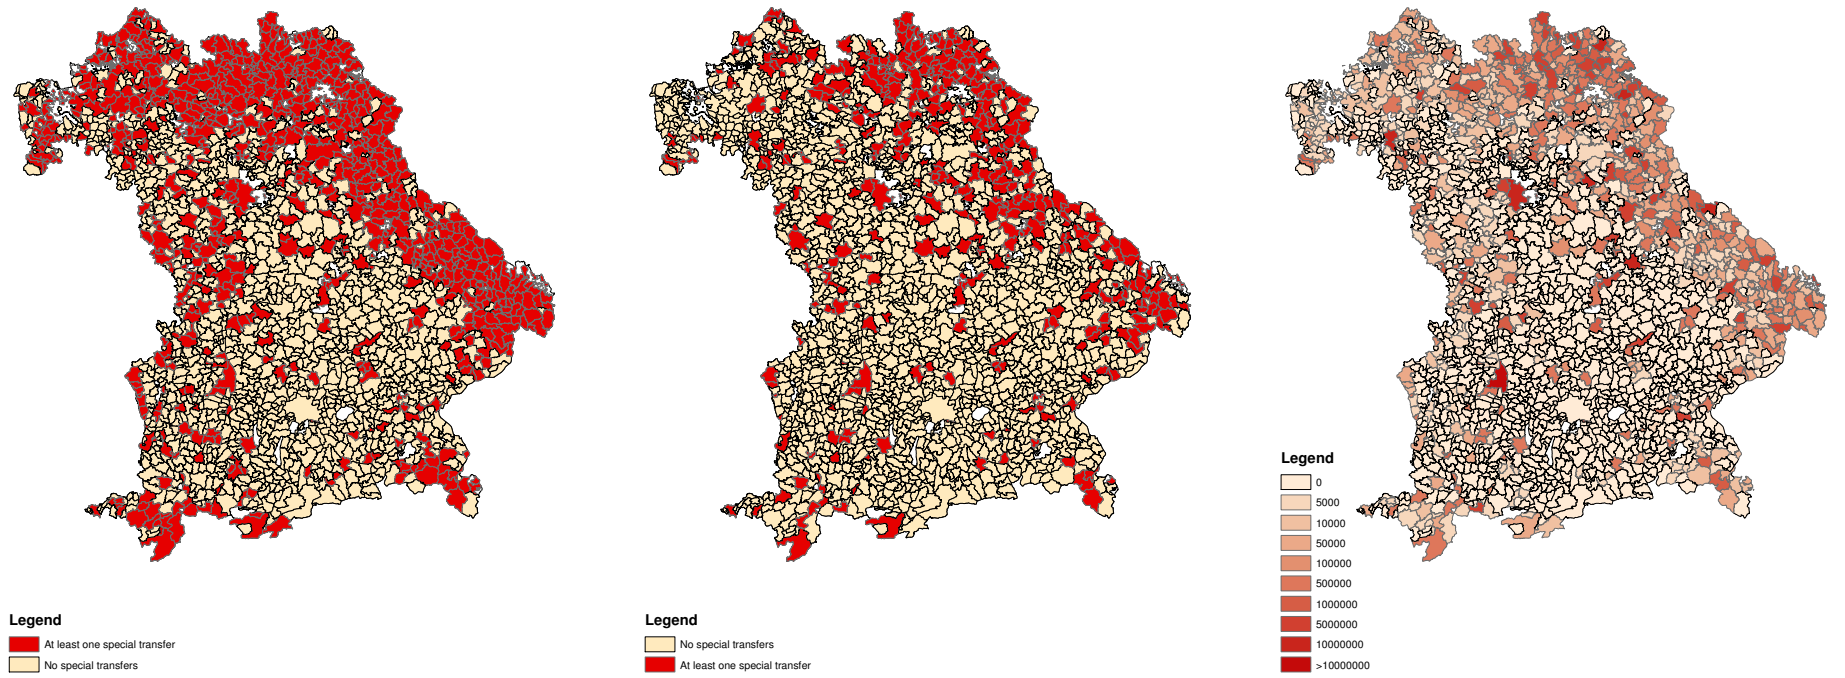 Legend
At least one special transfer
No special transfers
Legend
No special transfers
At least one special transfer
Legend
0
5000
10000
50000
100000
500000
1000000
5000000
10000000
>10000000